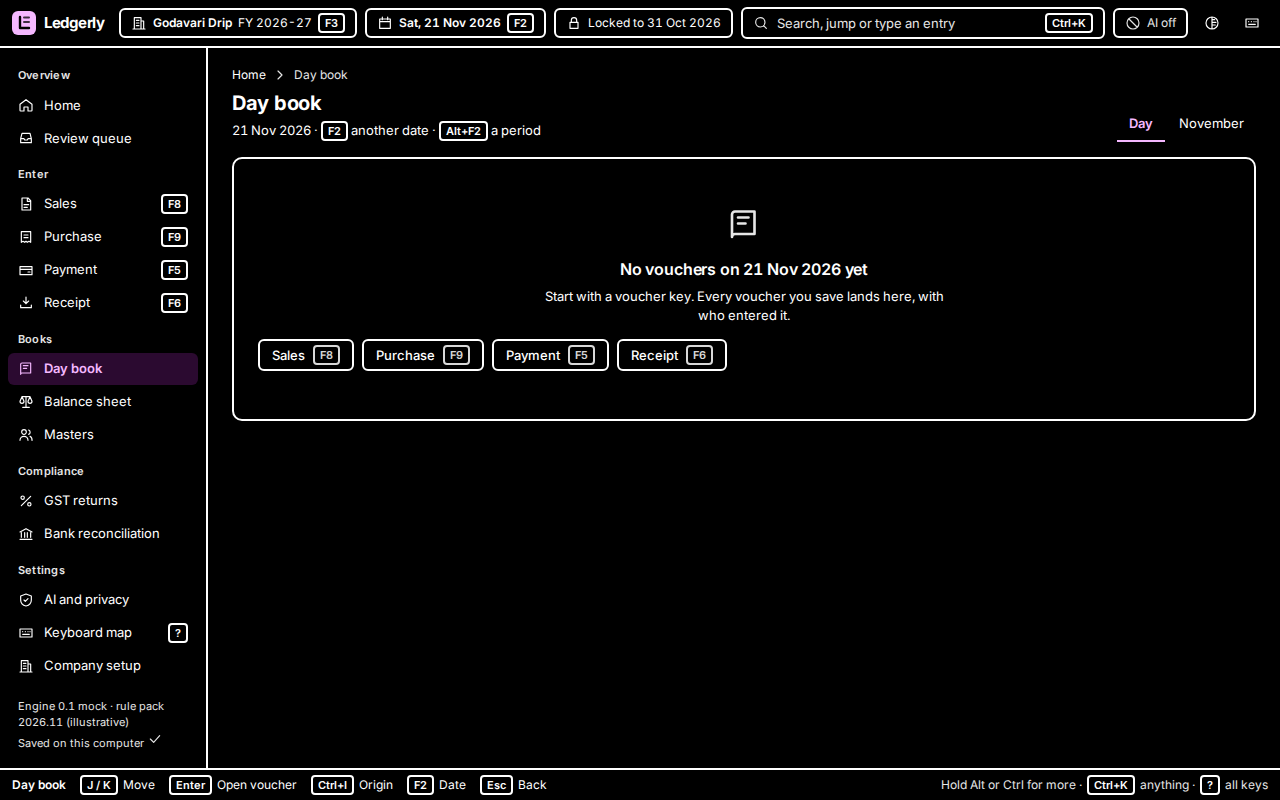 Ledgerly
Godavari Drip FY 2026-27 F3
Sat, 21 Nov 2026 F2
Locked to 31 Oct 2026
Search, jump or type an entry Ctrl+K
AI off
Overview
Home
Review queue
Enter
Sales F8
Purchase F9
Payment F5
Receipt F6
Books
Day book
Balance sheet
Masters
Compliance
GST returns
Bank reconciliation
Settings
AI and privacy
Keyboard map ?
Company setup
Engine 0.1 mock · rule pack
2026.11 (illustrative)
Saved on this computer
Home > Day book
Day book
21 Nov 2026 · F2 another date · Alt+F2 a period
Day November
No vouchers on 21 Nov 2026 yet
Start with a voucher key. Every voucher you save lands here, with
who entered it.
Sales F8 Purchase F9 Payment F5 Receipt F6
Day book J / K Move Enter Open voucher Ctrl+I Origin F2 Date Esc Back
Hold Alt or Ctrl for more · Ctrl+K anything · ? all keys